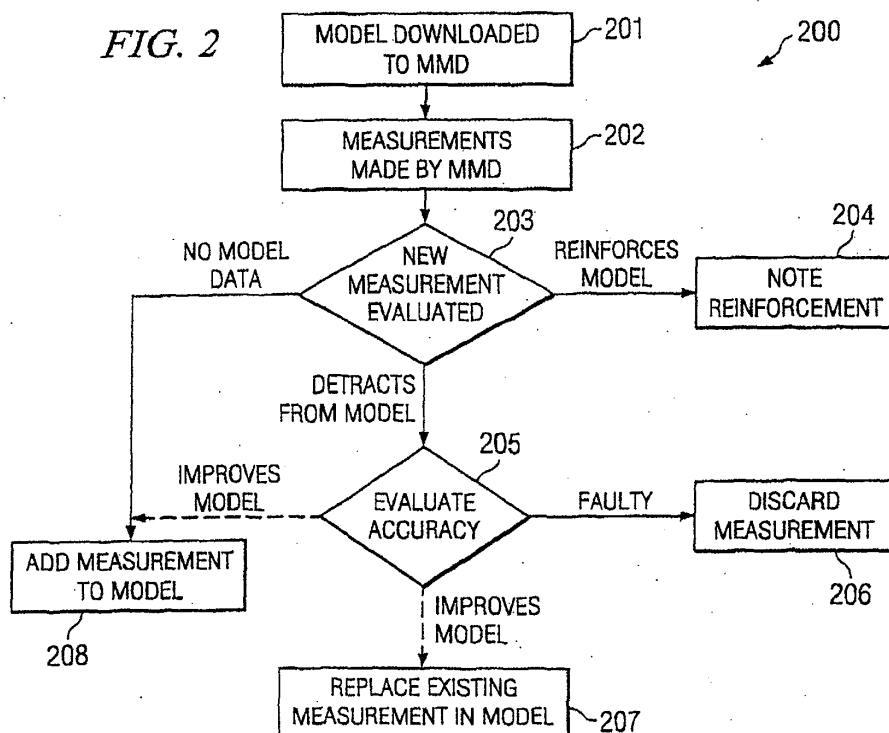 FIG. 2
MODEL DOWNLOADED
TO MMD
201
200
MEASUREMENTS
MADE BY MMD
202
203
NO MODEL
DATA
NEW
MEASUREMENT
EVALUATED
REINFORCES
MODEL
204
NOTE
REINFORCEMENT
DETRACTS
FROM MODEL
205
IMPROVES
MODEL
EVALUATE
ACCURACY
FAULTY
DISCARD
MEASUREMENT
206
ADD MEASUREMENT
TO MODEL
208
IMPROVES
MODEL
REPLACE EXISTING
MEASUREMENT IN MODEL
207